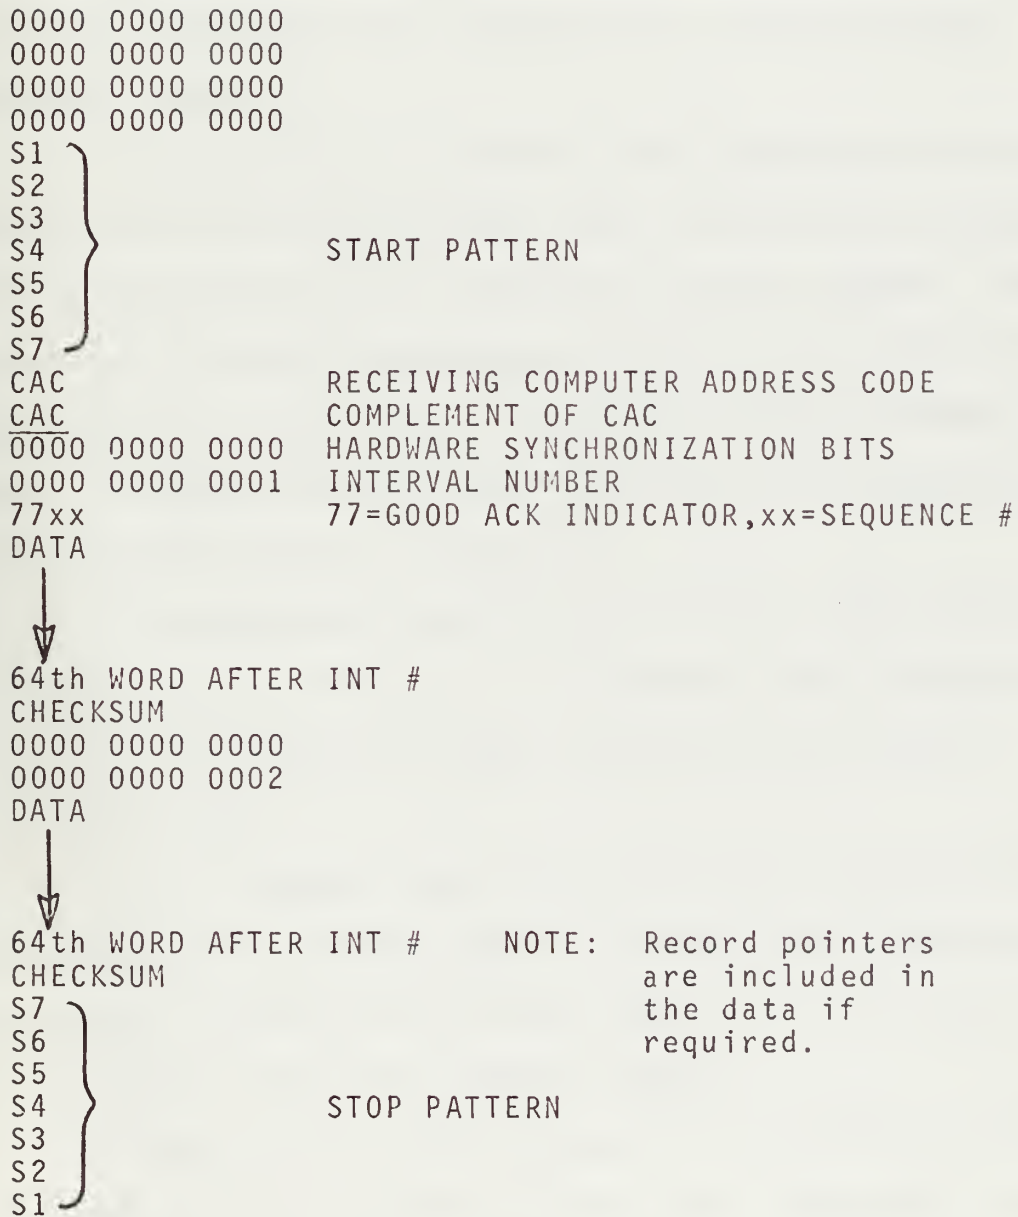 0000 0000 0000
0000 0000 0000
0000 0000 0000
0000 0000 0000
S1
S2
S3
S4 START PATTERN
S5
S6
S7
CAC RECEIVING COMPUTER ADDRESS CODE
CAC COMPLEMENT OF CAC
0000 0000 0000 HARDWARE SYNCHRONIZATION BITS
0000 0000 0001 INTERVAL NUMBER
77xx 77=GOOD ACK INDICATOR,xx=SEQUENCE #
DATA
64th WORD AFTER INT #
CHECKSUM
0000 0000 0000
0000 0000 0002
DATA
64th WORD AFTER INT # NOTE: Record pointers
CHECKSUM are included in
S7 the data if
S6 required.
S5
S4 STOP PATTERN
S3
S2
S1